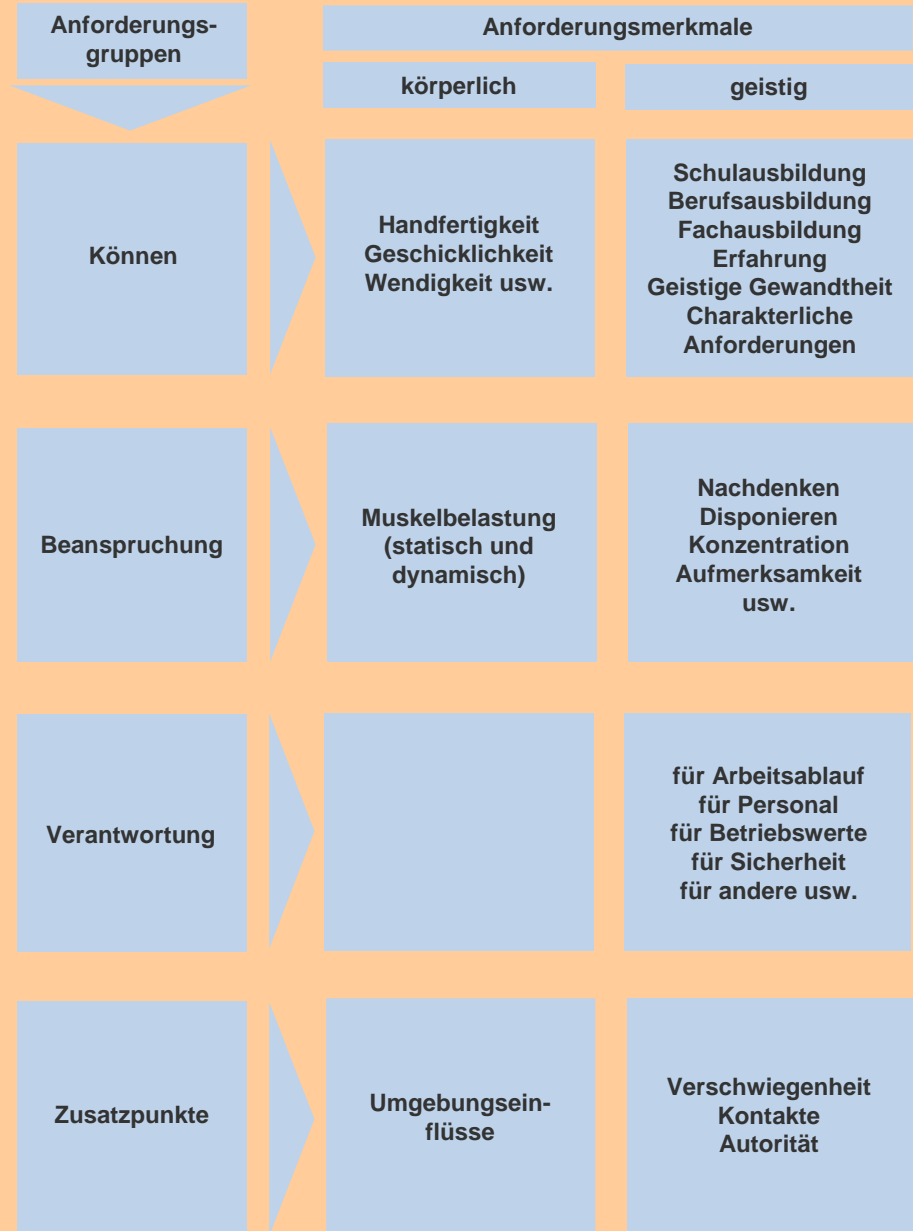 Anforderungs-
gruppen
Anforderungsmerkmale
körperlich
geistig
Können
Handfertigkeit
Geschicklichkeit
Wendigkeit usw.
Schulausbildung
Berufsausbildung
Fachausbildung
Erfahrung
Geistige Gewandtheit
Charakterliche
Anforderungen
Beanspruchung
Muskelbelastung
(statisch und
dynamisch)
Nachdenken
Disponieren
Konzentration
Aufmerksamkeit
usw.
Verantwortung
für Arbeitsablauf
für Personal
für Betriebswerte
für Sicherheit
für andere usw.
Zusatzpunkte
Umgebungsein-
flüsse
Verschwiegenheit
Kontakte
Autorität